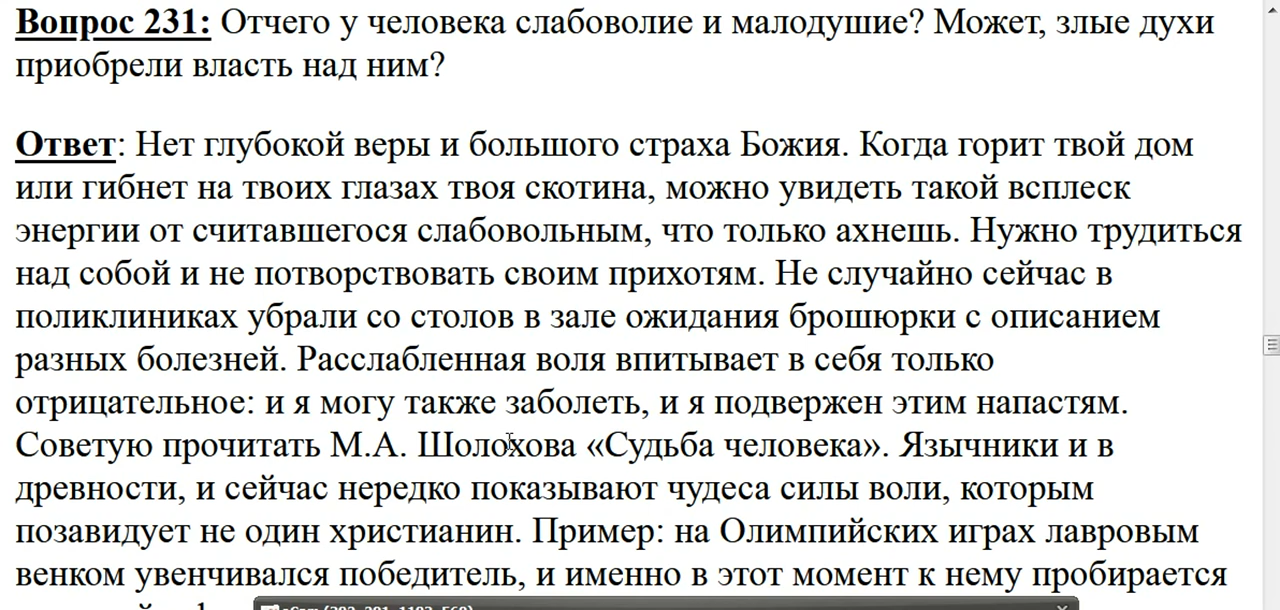 Вопрос 231: Отчего у человека слабоволие и малодушие? Может, злые духи
приобрели власть над ним?
Ответ: Нет глубокой веры и большого страха Божия. Когда горит твой дом
или гибнет на твоих глазах твоя скотина, можно увидеть такой всплеск
энергии от считавшегося слабовольным, что только ахнешь. Нужно трудиться
над собой и не потворствовать своим прихотям. Не случайно сейчас в
поликлиниках убрали со столов в зале ожидания брошюрки с описанием
разных болезней. Расслабленная воля впитывает в себя только
отрицательное: и я могу также заболеть, и я подвержен этим напастям.
Советую прочитать М.А. Шолохова «Судьба человека». Язычники и в
древности, и сейчас нередко показывают чудеса силы воли, которым
позавидует не один христианин. Пример: на Олимпийских играх лавровым
венком увенчивался победитель, и именно в этот момент к нему пробирается